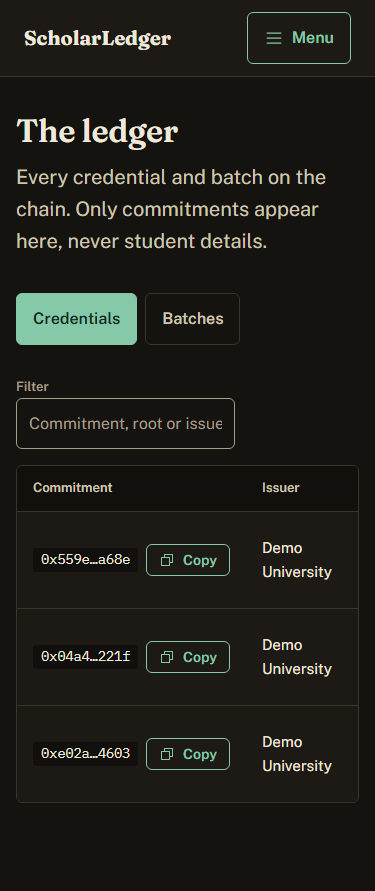 ScholarLedger
Menu
The ledger
Every credential and batch on the
chain. Only commitments appear
here, never student details.
Credentials Batches
Filter
Commitment, root or issue
Commitment Issuer
0x559e…a68e Copy Demo
University
0x04a4…221f Copy Demo
University
0xe02a…4603 Copy Demo
University